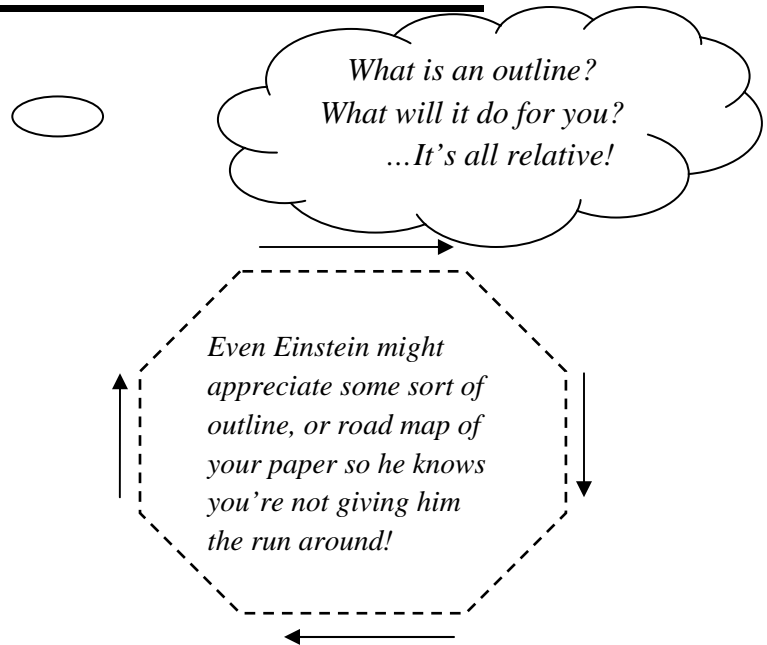 What is an outline?
What will it do for you?
…It’s all relative!
Even Einstein might
appreciate some sort of
outline, or road map of
your paper so he knows
you’re not giving him
the run around!